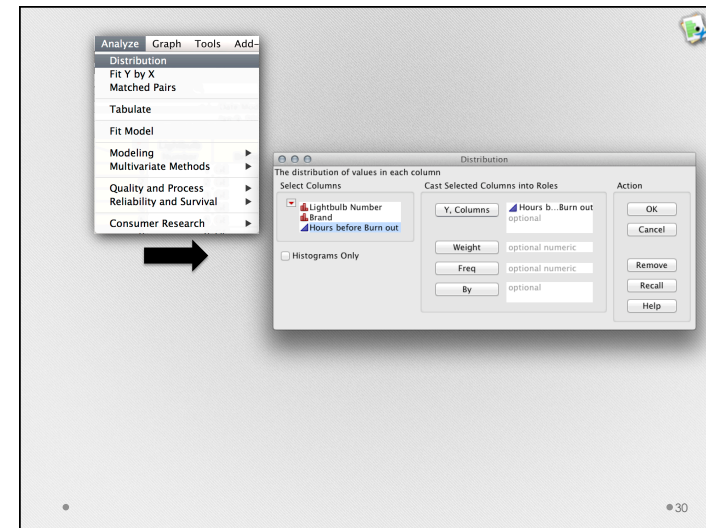 Analyze Graph Tools Add-
Distribution
Fit Y by X
Matched Pairs
Tabulate
Fit Model
Modeling
Multivariate Methods
Quality and Process
Reliability and Survival
Consumer Research
Distribution
The distribution of values in each column
Select Columns
Lightbulb Number
Brand
Hours before Burn out
Histograms Only
Cast Selected Columns into Roles
Y, Columns
Hours b...Burn out
optional
Weight optional numeric
Freq optional numeric
By optional
Action
OK
Cancel
Remove
Recall
Help
30